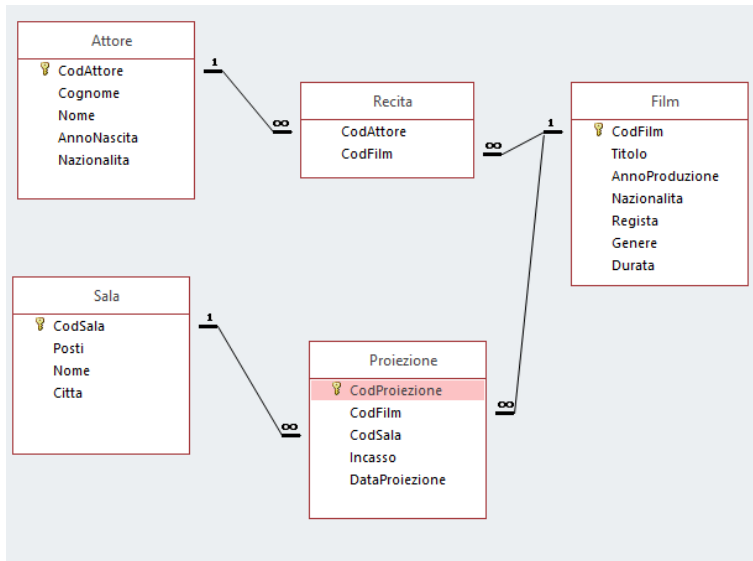 Attore
CodAttore
Cognome
Nome
AnnoNascita
Nazionalita
1
∞
Recita
CodAttore
CodFilm
∞
1
Film
CodFilm
Titolo
AnnoProduzione
Nazionalita
Regista
Genere
Durata
Sala
CodSala
Posti
Nome
Citta
1
∞
Proiezione
CodProiezione
CodFilm
CodSala
Incasso
DataProiezione
∞